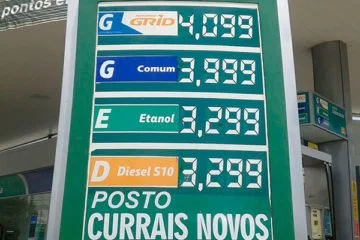 pontos e
G GRID 4,099
G Comum 3,999
E Etanol 3,299
D Diesel S10 3,299
POSTO
CURRAIS NOVOS